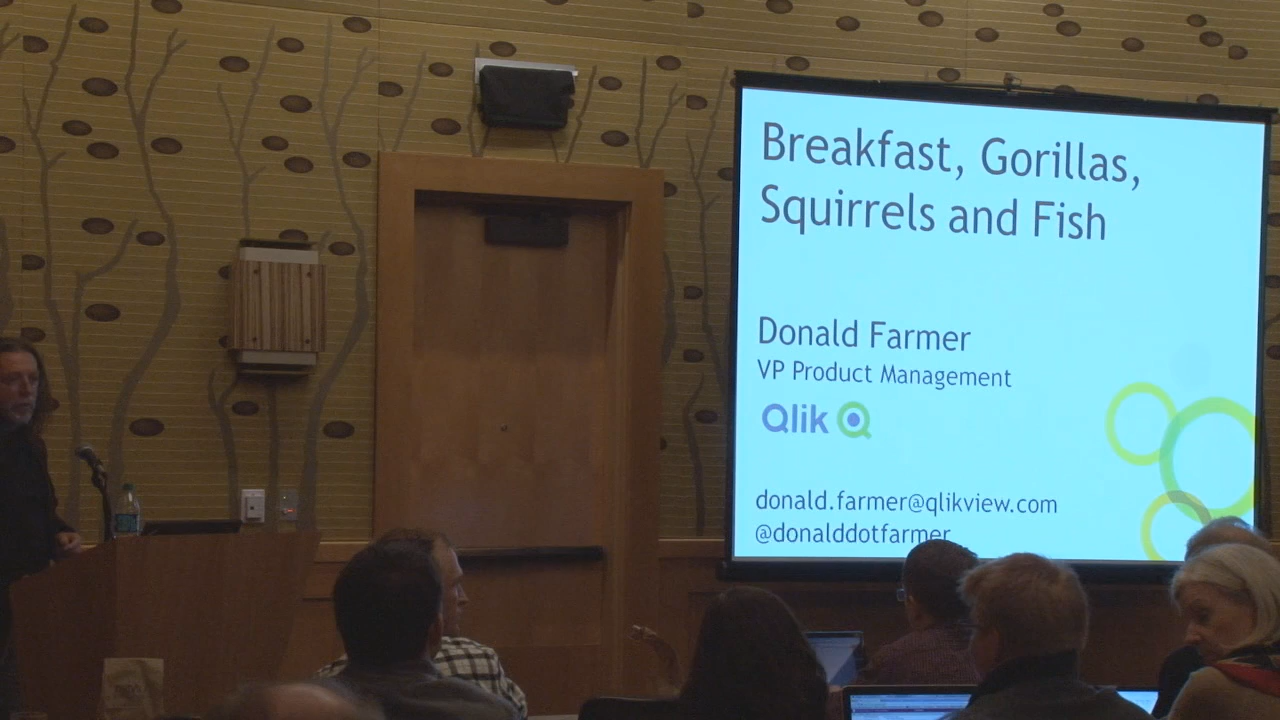 Breakfast, Gorillas,
Squirrels and Fish
Donald Farmer
VP Product Management
Qlik
donald.farmer@qlikview.com
@donalddotfarmer